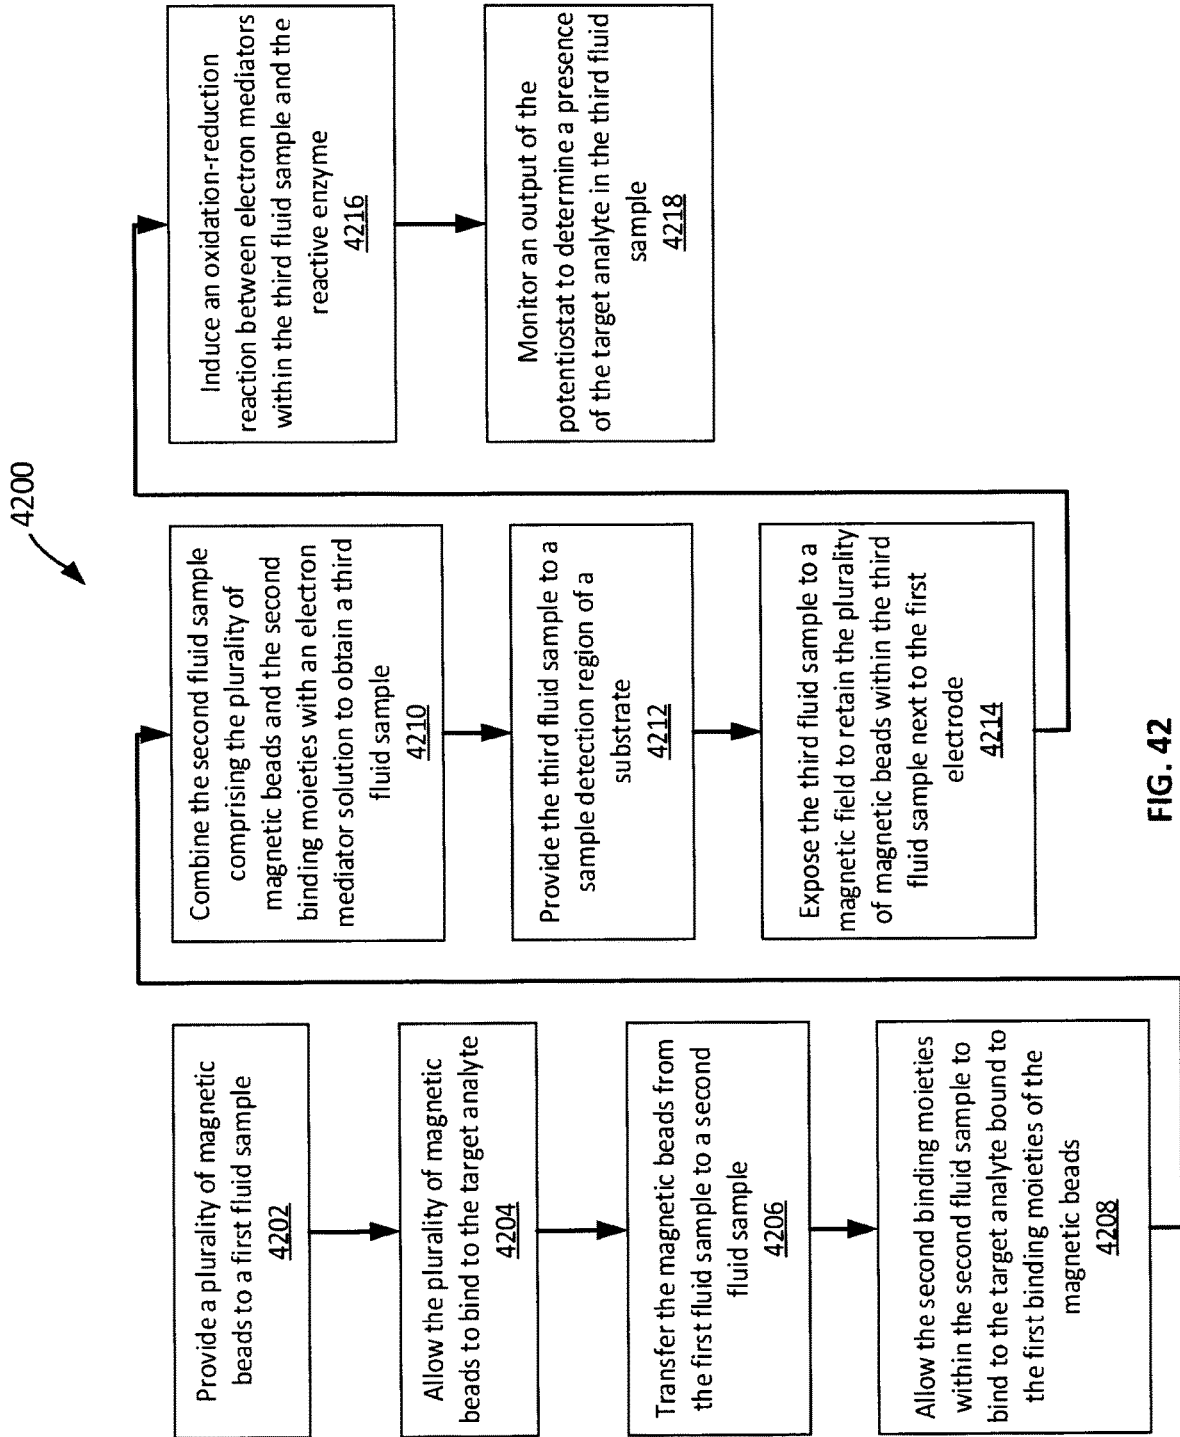 4200
Provide a plurality of magnetic
beads to a first fluid sample
4202
Allow the plurality of magnetic
beads to bind to the target analyte
4204
Transfer the magnetic beads from
the first fluid sample to a second
fluid sample
4206
Allow the second binding moieties
within the second fluid sample to
bind to the target analyte bound to
the first binding moieties of the
magnetic beads
4208
Combine the second fluid sample
comprising the plurality of
magnetic beads and the second
binding moieties with an electron
mediator solution to obtain a third
fluid sample
4210
Provide the third fluid sample to a
sample detection region of a
substrate
4212
Expose the third fluid sample to a
magnetic field to retain the plurality
of magnetic beads within the third
fluid sample next to the first
electrode
4214
Induce an oxidation-reduction
reaction between electron mediators
within the third fluid sample and the
reactive enzyme
4216
Monitor an output of the
potentiostat to determine a presence
of the target analyte in the third fluid
sample
4218
FIG. 42